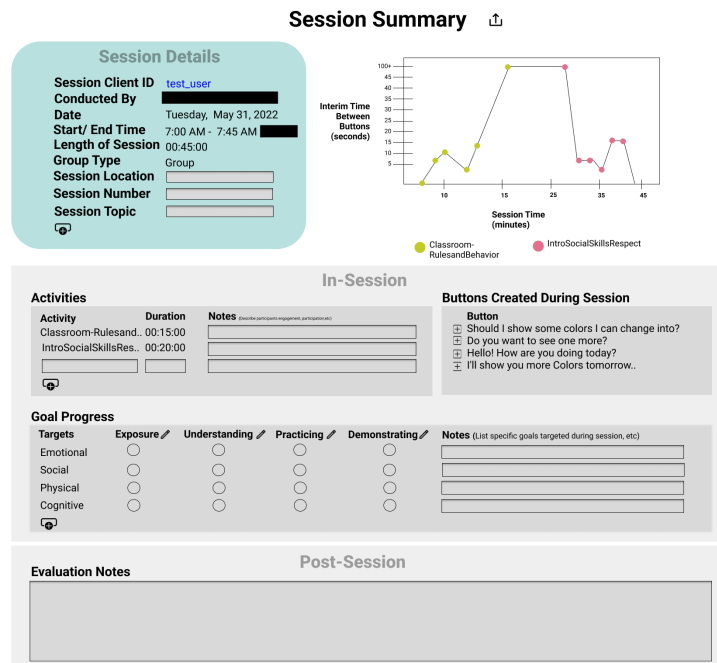 Session Summary
Session Details
Session Client ID test_user
Conducted By
Date Tuesday, May 31, 2022
Start/ End Time 7:00 AM - 7:45 AM
Length of Session 00:45:00
Group Type Group
Session Location
Session Number
Session Topic
Interim Time
Between
Buttons
(seconds)
100+
45
40
35
30
25
20
15
10
5
10 15 25 35 45
Session Time
(minutes)
Classroom-
RulesandBehavior
IntroSocialSkillsRespect
In-Session
Activities
Activity Duration Notes (Describe participants engagement, participation,etc)
Classroom-Rulesand.. 00:15:00
IntroSocialSkillsRes.. 00:20:00
Buttons Created During Session
Button
Should I show some colors I can change into?
Do you want to see one more?
Hello! How are you doing today?
I'll show you more Colors tomorrow..
Goal Progress
Targets Exposure Understanding Practicing Demonstrating Notes (List specific goals targeted during session, etc)
Emotional
Social
Physical
Cognitive
Post-Session
Evaluation Notes